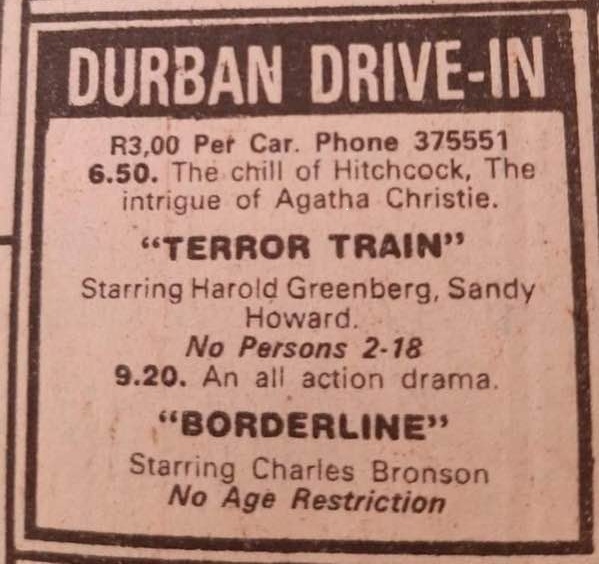 DURBAN DRIVE-IN
R3,00 Per Car. Phone 375551
6.50. The chill of Hitchcock, The
intrigue of Agatha Christie.
“TERROR TRAIN”
Starring Harold Greenberg, Sandy
Howard.
No Persons 2-18
9.20. An all action drama.
“BORDERLINE”
Starring Charles Bronson
No Age Restriction